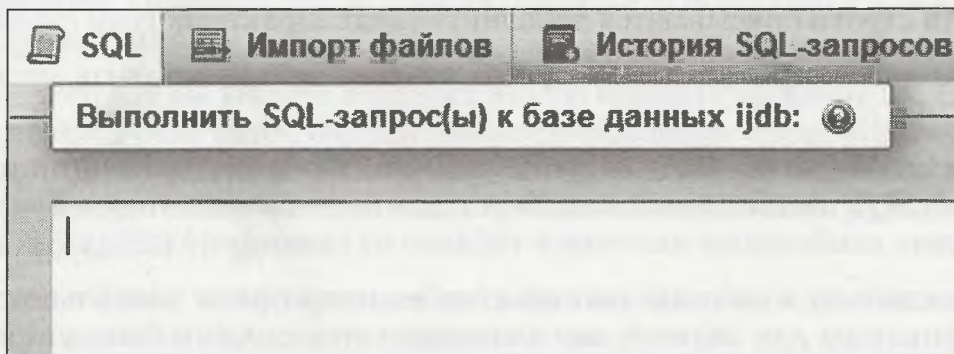 SQL Импорт файлов История SQL-запросов
Выполнить SQL-запрос(ы) к базе данных ijdb: